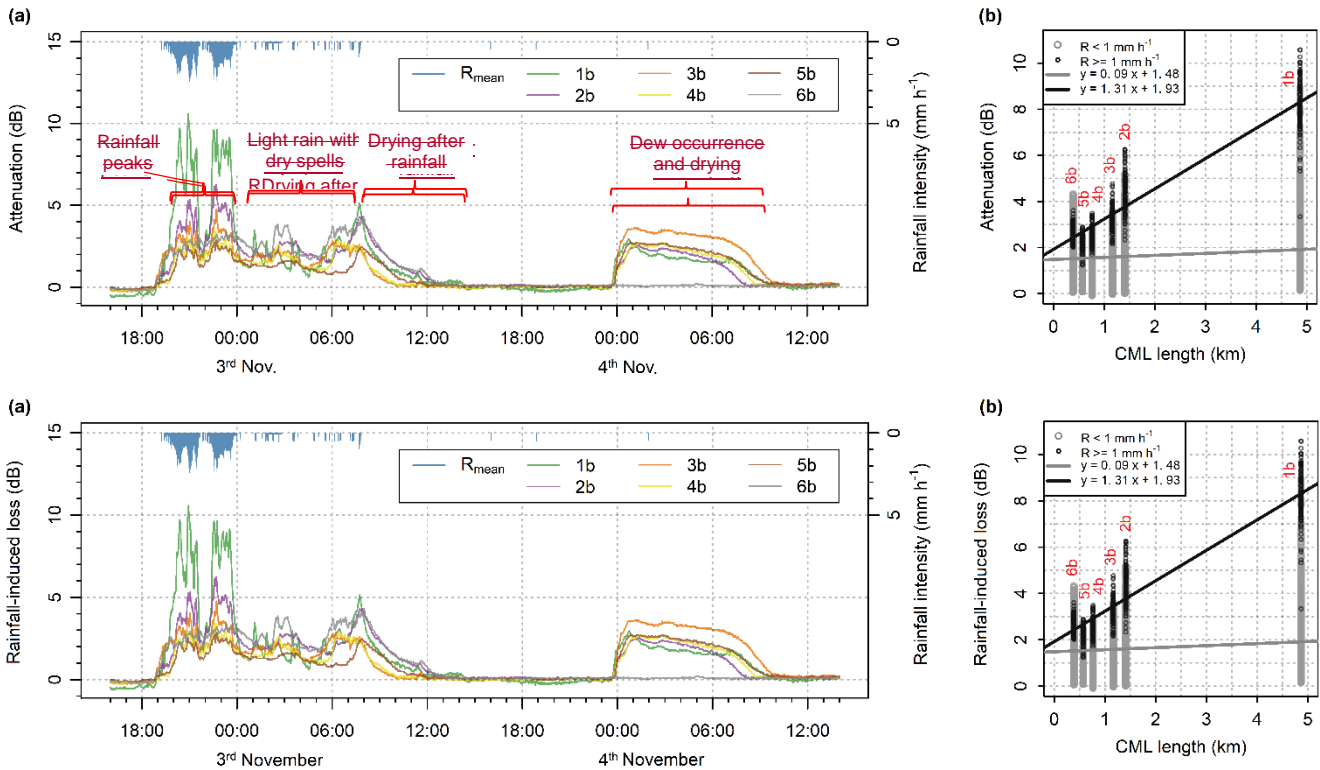 (a)
15
10
5
0
Attenuation (dB)
0
5
Rainfall intensity (mm h-1)
Rmean 1b 3b 5b
2b 4b 6b
Rainfall
peaks
Light rain with
dry spells
RDrying after
Drying after
rainfall
Dew occurrence
and drying
18:00 00:00 06:00 12:00 18:00 00:00 06:00 12:00
3rd Nov. 4th Nov.
(b)
R < 1 mm h-1
R >= 1 mm h-1
y = 0.09 x + 1.48
y = 1.31 x + 1.93
10
8
6
4
2
0
Attenuation (dB)
6b 5b 4b 3b 2b 1b
0 1 2 3 4 5
CML length (km)
(a)
15
10
5
0
Rainfall-induced loss (dB)
0
5
Rainfall intensity (mm h-1)
Rmean 1b 3b 5b
2b 4b 6b
18:00 00:00 06:00 12:00 18:00 00:00 06:00 12:00
3rd November 4th November
(b)
R < 1 mm h-1
R >= 1 mm h-1
y = 0.09 x + 1.48
y = 1.31 x + 1.93
10
8
6
4
2
0
Rainfall-induced loss (dB)
6b 5b 4b 3b 2b 1b
0 1 2 3 4 5
CML length (km)